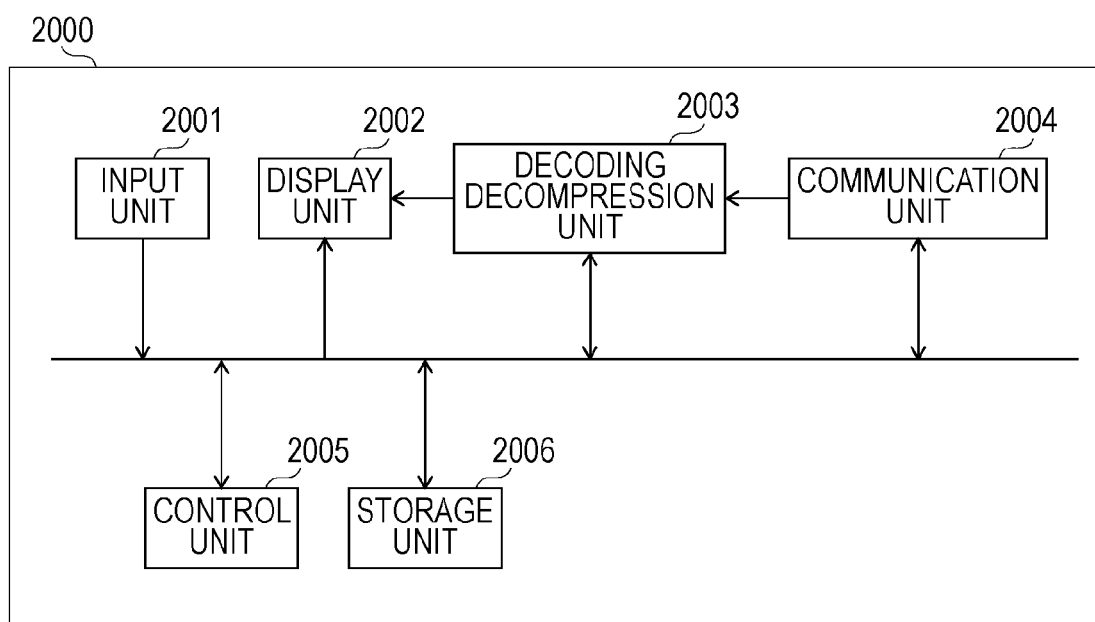 2000
2001
INPUT
UNIT
2002
DISPLAY
UNIT
2003
DECODING
DECOMPRESSION
UNIT
2004
COMMUNICATION
UNIT
2005
CONTROL
UNIT
2006
STORAGE
UNIT